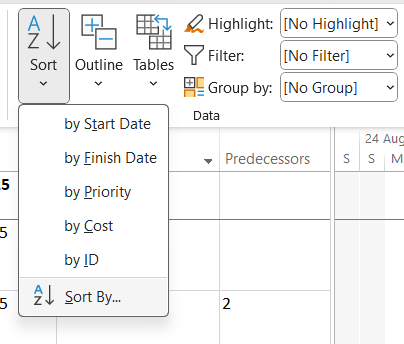 Highlight: [No Highlight]
Filter: [No Filter]
Group by: [No Group]
Sort Outline Tables
Data
by Start Date
by Finish Date
by Priority
by Cost
by ID
Sort By...
24 Aug
Predecessors S S M
5
5
5 2